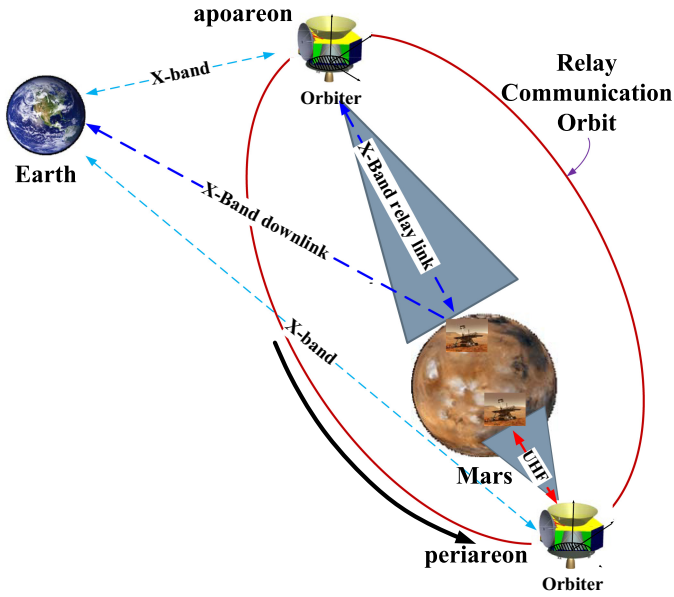 apoareon
X-band
Orbiter
Relay
Communication
Orbit
Earth
X-Band relay link
X-Band downlink
X-band
UHF
Mars
periareon
Orbiter